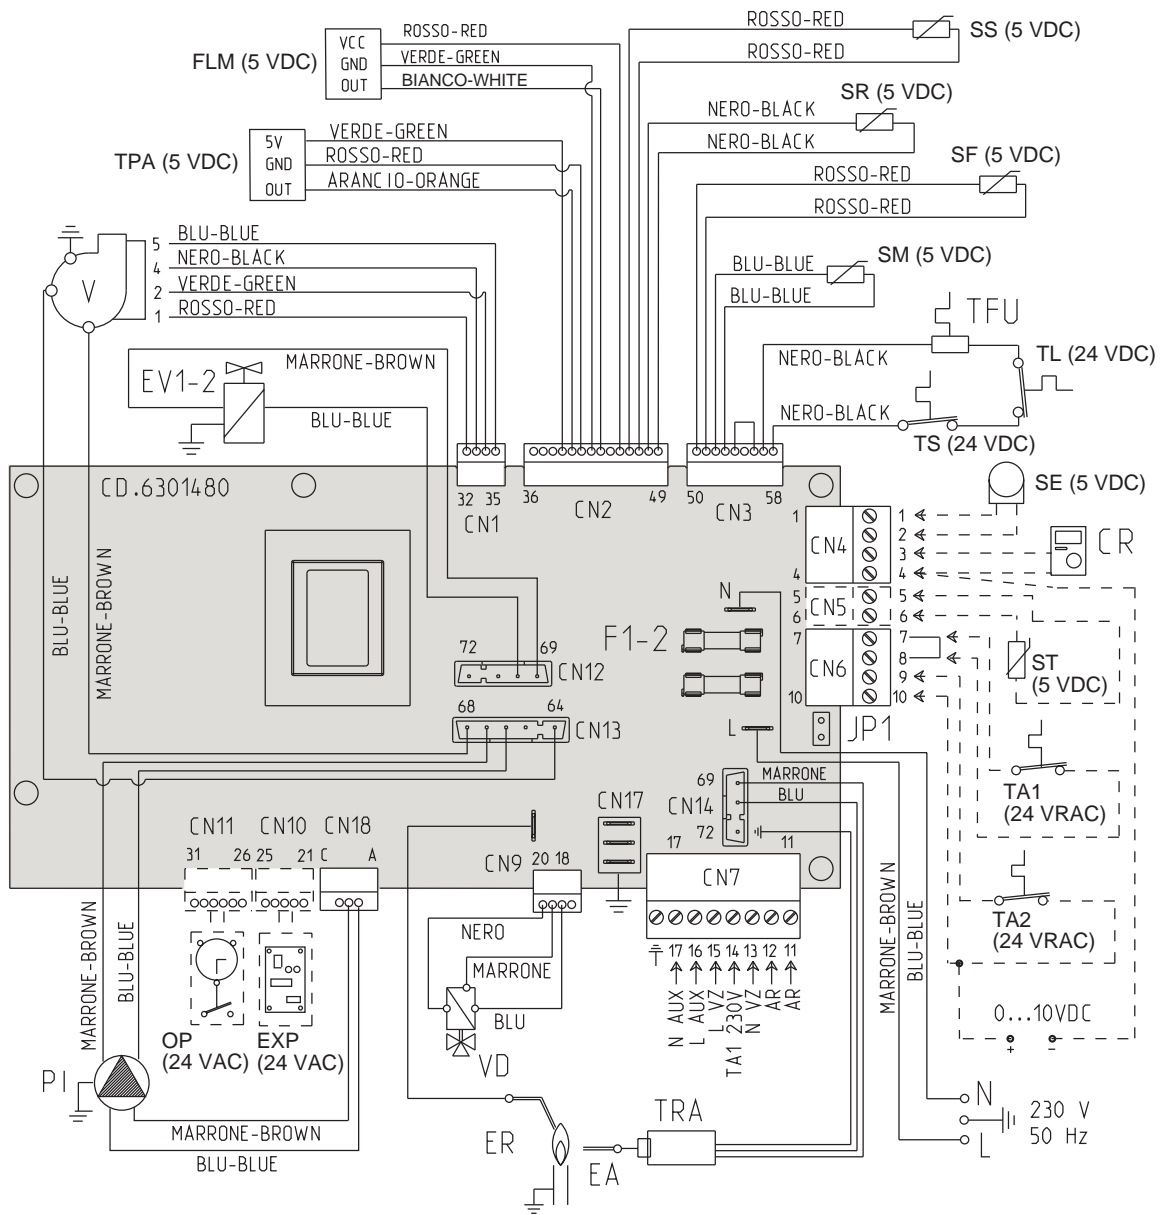 ROSSO-RED
SS (5 VDC)
ROSSO-RED
FLM (5 VDC)
VCC
GND
OUT
ROSSO-RED
VERDE-GREEN
BIANCO-WHITE
NERO-BLACK
SR (5 VDC)
NERO-BLACK
TPA (5 VDC)
5V
GND
OUT
VERDE-GREEN
ROSSO-RED
ARANCIO-ORANGE
SF (5 VDC)
ROSSO-RED
ROSSO-RED
V
5 BLU-BLUE
4 NERO-BLACK
2 VERDE-GREEN
1 ROSSO-RED
BLU-BLUE
SM (5 VDC)
BLU-BLUE
TFU
NERO-BLACK
TL (24 VDC)
NERO-BLACK
TS (24 VDC)
MARRONE-BROWN
EV1-2
BLU-BLUE
CD.6301480
32 35
CN1
36 49
CN2
50 58
CN3
SE (5 VDC)
CR
1
4
CN4
1
2
3
4
5
6
CN5
5
6
7
10
CN6
7
8
9
10
ST
(5 VDC)
JP1
TA1
(24 VRAC)
TA2
(24 VRAC)
0...10VDC
+ -
N
F1-2
L
BLU-BLUE
MARRONE-BROWN
72 69
CN12
68 64
CN13
69
CN14
72
MARRONE
BLU
CN17
17 11
CN7
CN11
31 26
CN10
25 21
CN18
C A
CN9
20 18
NERO
MARRONE
BLU
VD
17 16 15 14 13 12 11
N AUX
L AUX
L VZ
TA1 230V
N VZ
AR
AR
MARRONE-BROWN
BLU-BLUE
MARRONE-BROWN
BLU-BLUE
OP
(24 VAC)
EXP
(24 VAC)
PI
MARRONE-BROWN
BLU-BLUE
ER
EA
TRA
N
230 V
50 Hz
L